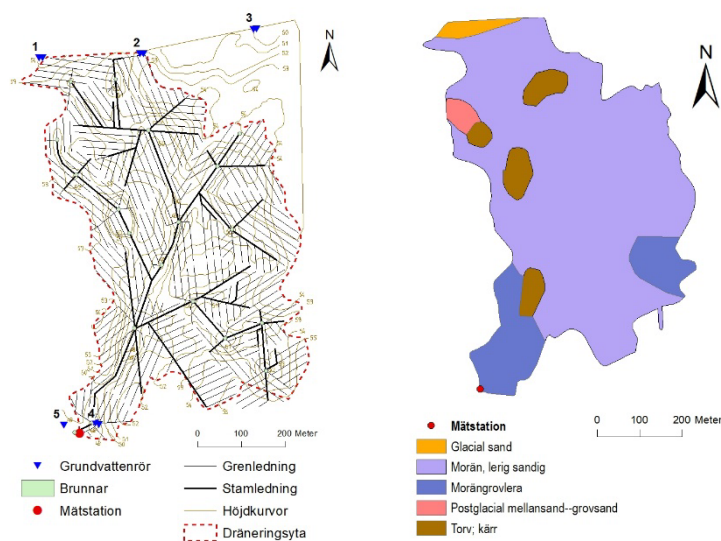 1
2
3
N
5
4
0 100 200 Meter
Grundvattenrör
Brunnar
Mätstation
Grenledning
Stamledning
Höjdkurvor
Dräneringsyta
N
Mätstation
Glacial sand
Morän, lerig sandig
Morängrovlera
Postglacial mellansand--grovsand
Torv; kärr
0 100 200 Meter